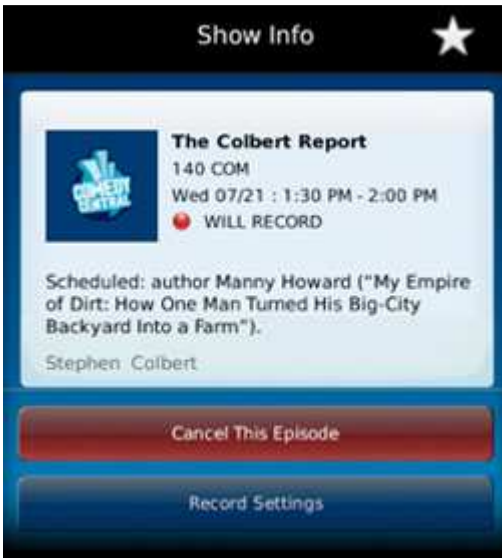 Show Info
COMEDY
CENTRAL
The Colbert Report
140 COM
Wed 07/21 : 1:30 PM - 2:00 PM
WILL RECORD
Scheduled: author Manny Howard (“My Empire
of Dirt: How One Man Turned His Big-City
Backyard Into a Farm”).
Stephen Colbert
Cancel This Episode
Record Settings